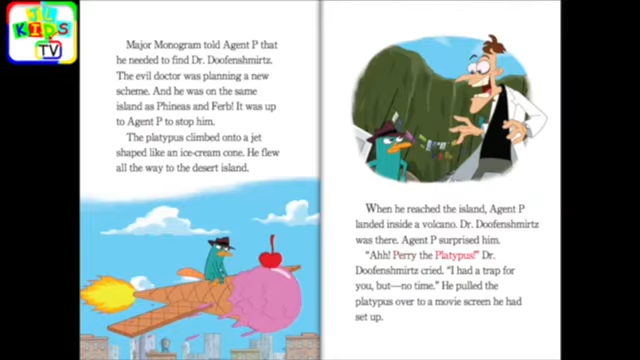 JL
KIDS
TV
Major Monogram told Agent P that
he needed to find Dr. Doofenshmirtz.
The evil doctor was planning a new
scheme. And he was on the same
island as Phineas and Ferb! It was up
to Agent P to stop him.
The platypus climbed onto a jet
shaped like an ice-cream cone. He flew
all the way to the desert island.
When he reached the island, Agent P
landed inside a volcano. Dr. Doofenshmirtz
was there. Agent P surprised him.
“Ahh! Perry the Platypus!” Dr.
Doofenshmirtz cried. “I had a trap for
you, but—no time.” He pulled the
platypus over to a movie screen he had
set up.